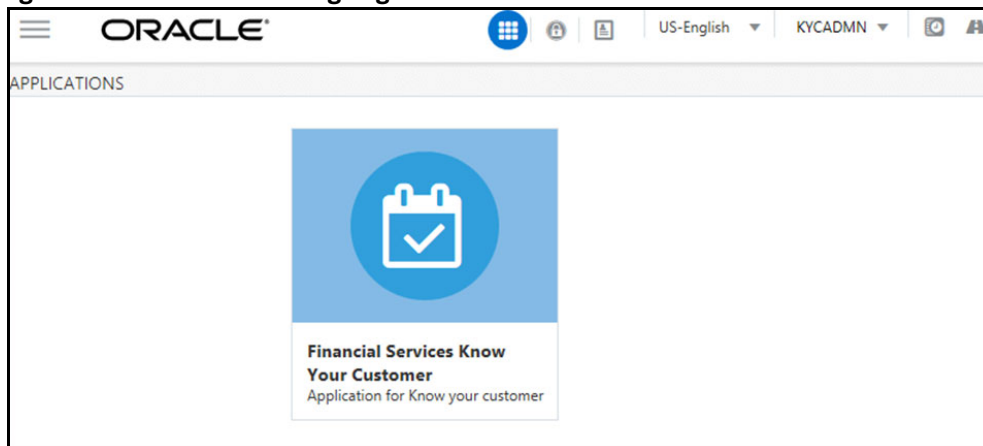 ORACLE
US-English
KYCADMN
APPLICATIONS
Financial Services Know
Your Customer
Application for Know your customer